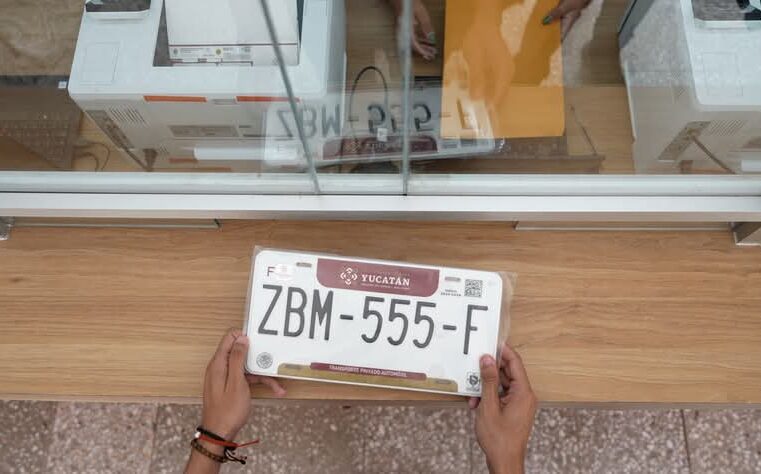 F
YUCATÁN
ZBM-555-F
TRANSPORTE PRIVADO AUTOMÓVIL